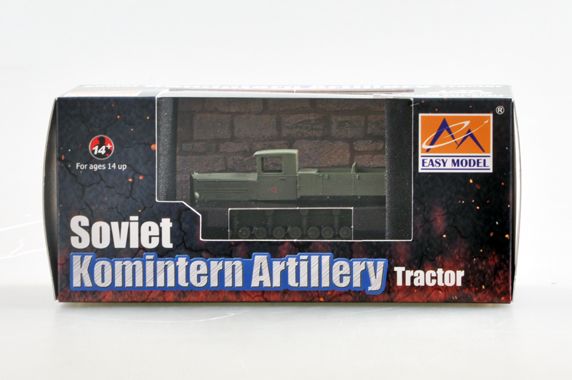 14+
For ages 14 up
®
EASY MODEL
Soviet
Komintern Artillery Tractor